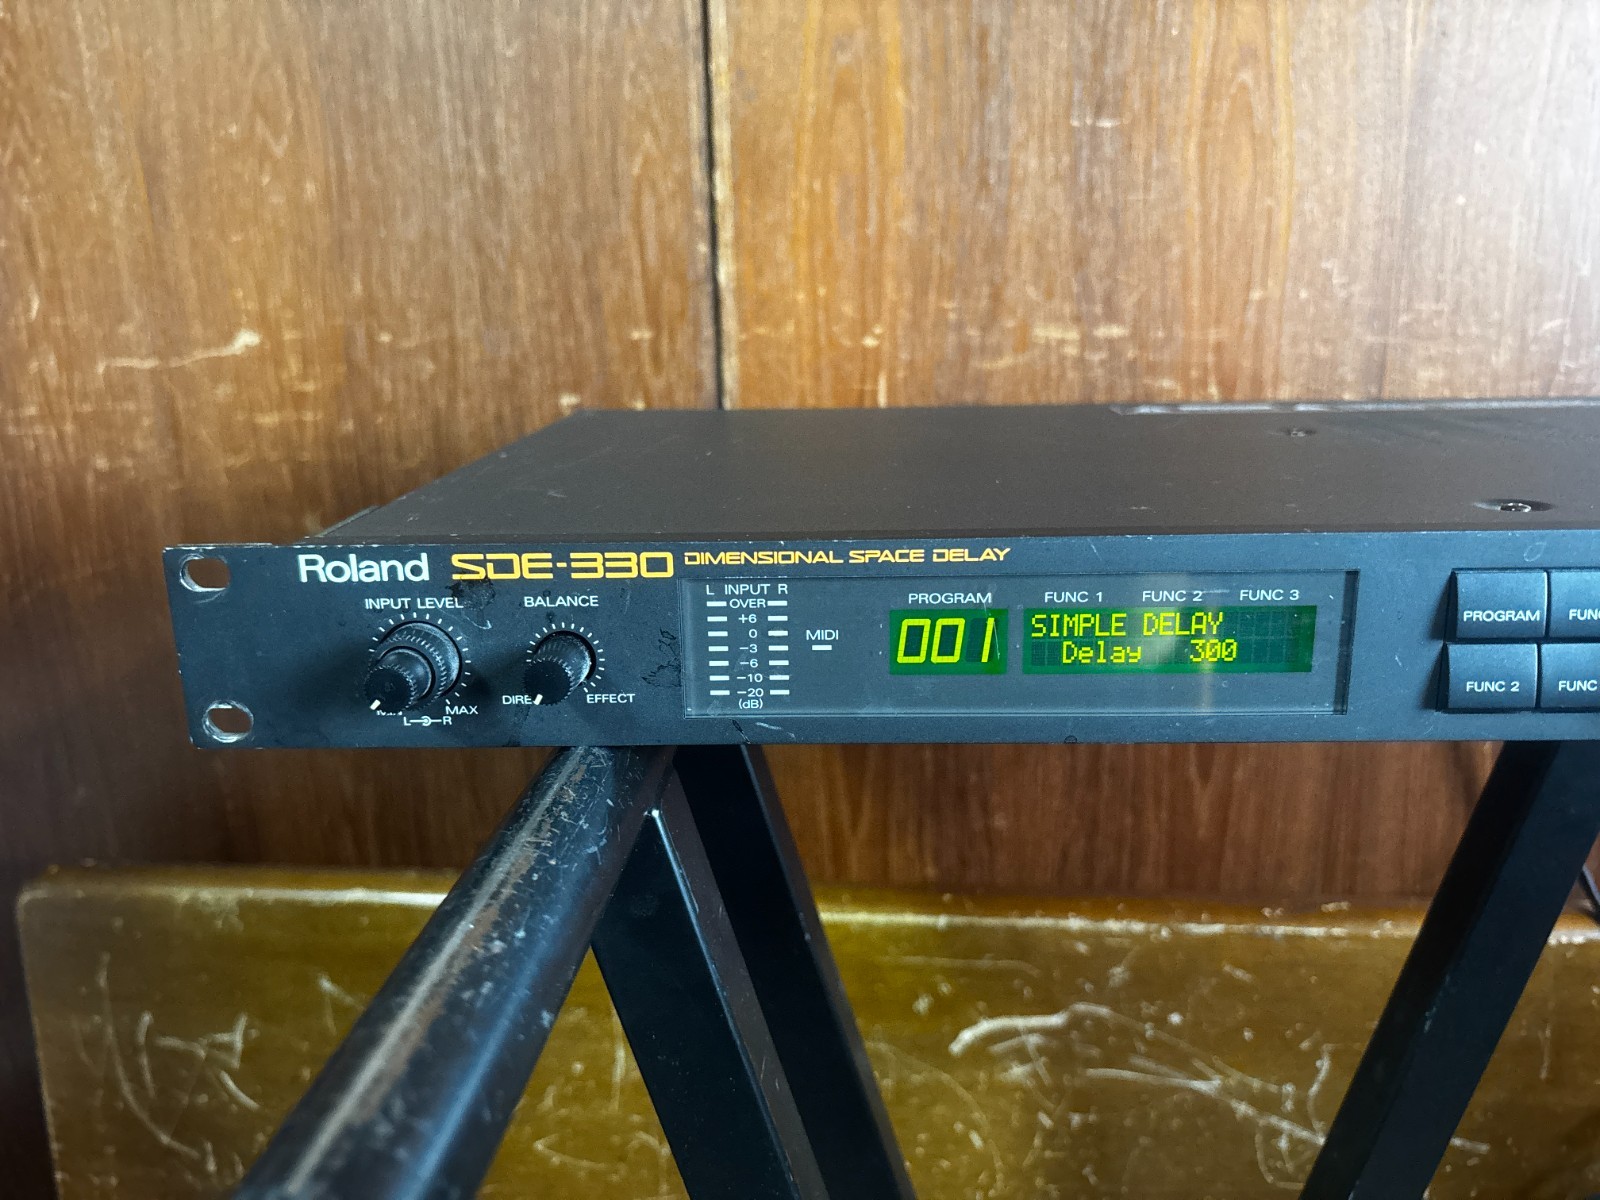 Roland SDE-330 DIMENSIONAL SPACE DELAY
INPUT LEVEL
MAX
L R
BALANCE
EFFECT
L INPUT R
OVER
+6
0
-3
-6
-10
-20
(dB)
MIDI
PROGRAM
001
FUNC 1 FUNC 2 FUNC 3
SIMPLE DELAY
Delay 300
PROGRAM
FUNC 2
FUNC